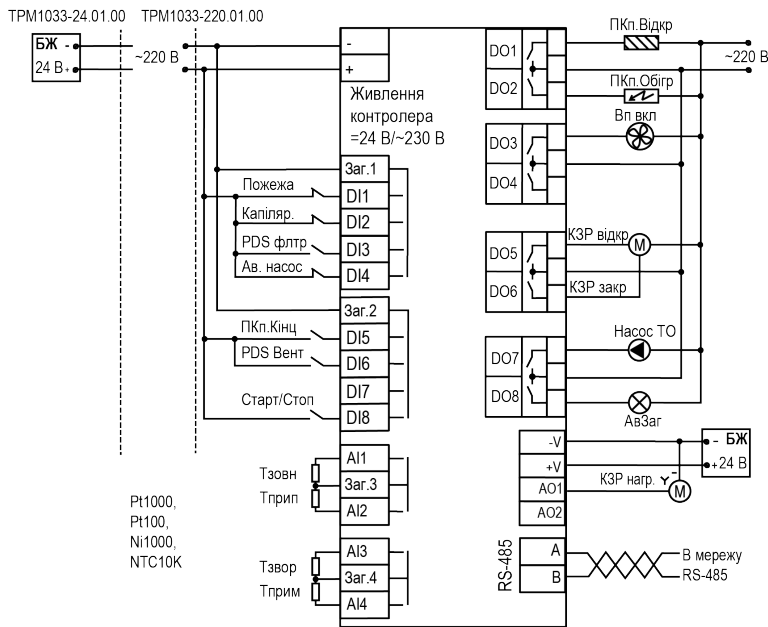 ТРМ1033-24.01.00
ТРМ1033-220.01.00
БЖ -
24 В +
~220 В
-
+
Живлення
контролера
=24 В/~230 В
Заг.1
Пожежа
DI1
Капіляр.
DI2
PDS флтр
DI3
Ав. насос
DI4
Заг.2
ПКп.Кінц
DI5
PDS Вент
DI6
DI7
Старт/Стоп
DI8
AI1
Тзовн
Заг.3
Тприп
AI2
Pt1000,
Pt100,
Ni1000,
NTC10K
AI3
Тзвор
Заг.4
Тприм
AI4
DO1
ПКп.Відкр
~220 В
DO2
ПКп.Обігр
Вп вкл
DO3
DO4
КЗР відкр
M
DO5
DO6
КЗР закр
Насос ТО
DO7
DO8
АвЗаг
-V
- БЖ
+V
+ 24 В
КЗР нагр.
Y
-
M
AO1
AO2
RS-485
A
B
В мережу
RS-485